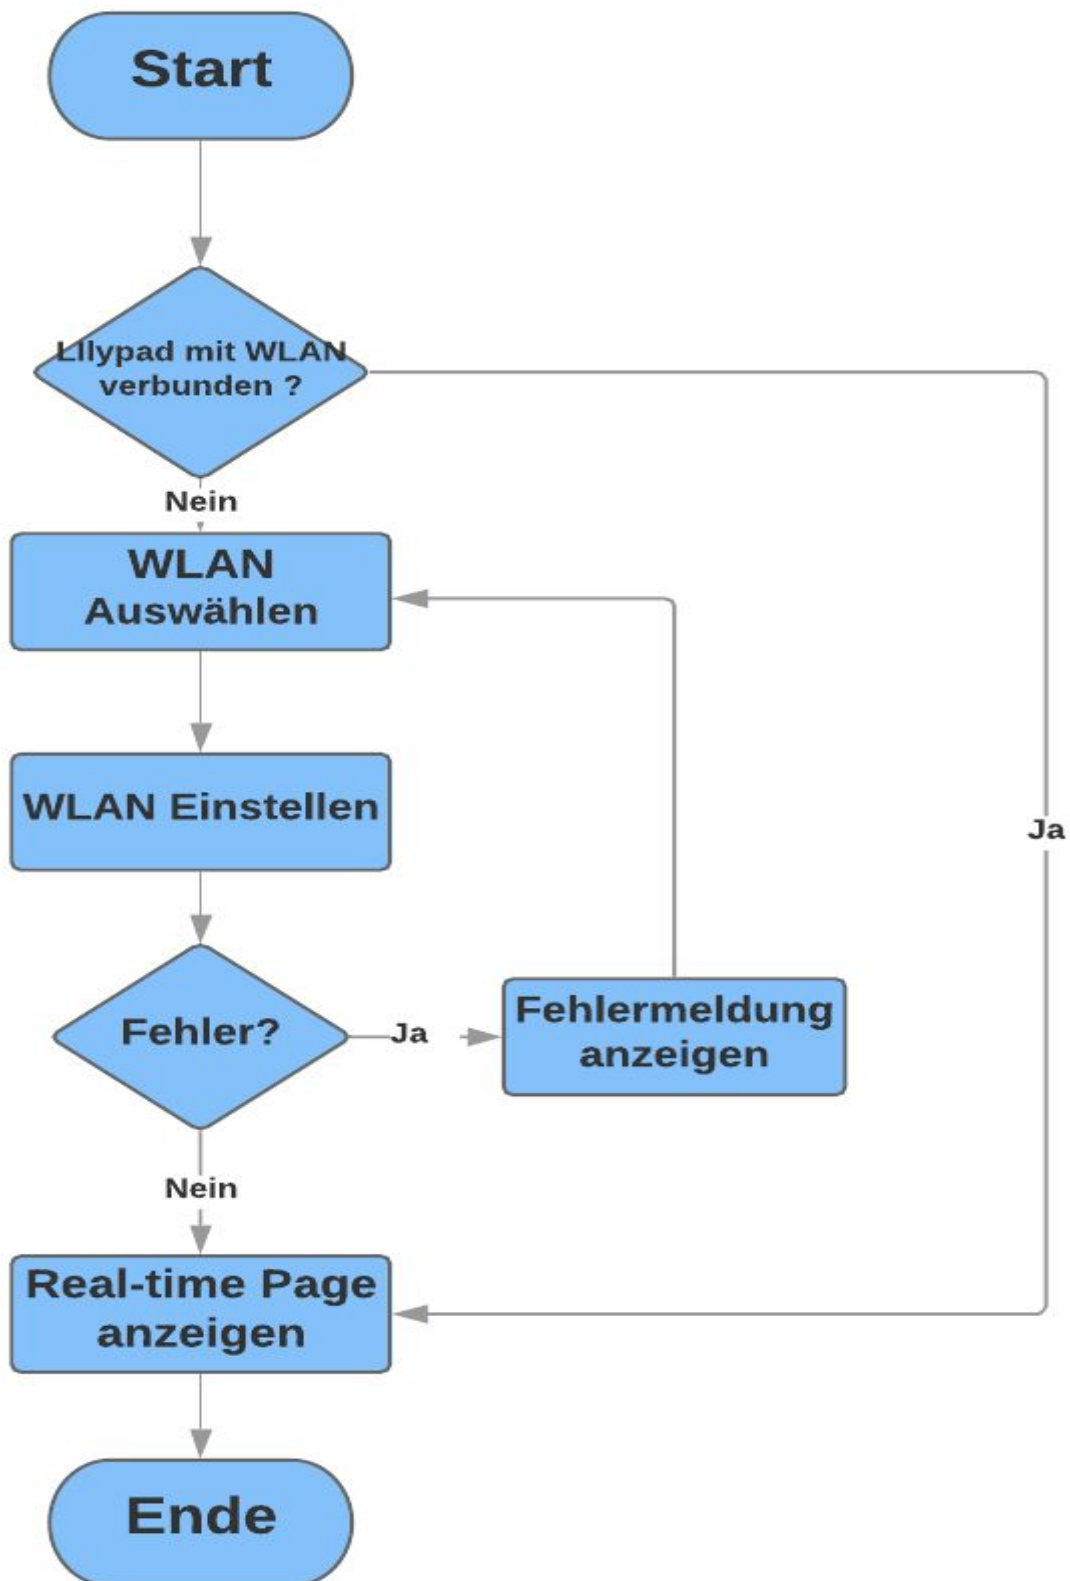 Start
LIlypad mit WLAN
verbunden ?
Nein
WLAN
Auswählen
WLAN Einstellen
Ja
Fehler?
Ja
Fehlermeldung
anzeigen
Nein
Real-time Page
anzeigen
Ende